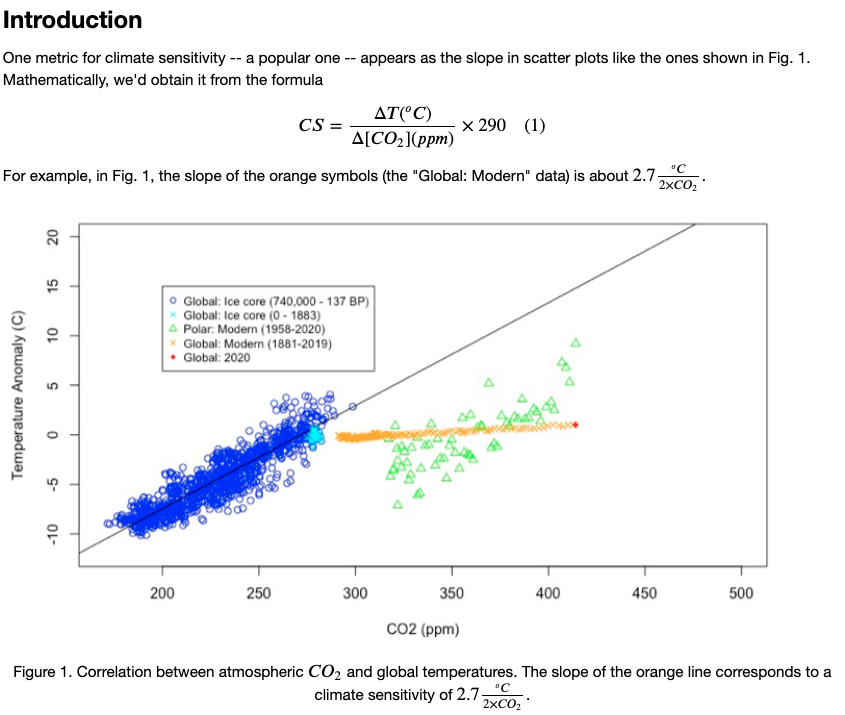 Introduction
One metric for climate sensitivity -- a popular one -- appears as the slope in scatter plots like the ones shown in Fig. 1.
Mathematically, we'd obtain it from the formula
CS = ΔT(°C) / Δ[CO₂](ppm) × 290 (1)
For example, in Fig. 1, the slope of the orange symbols (the "Global: Modern" data) is about 2.7 °C / 2×CO₂ .
Temperature Anomaly (C)
20
15
10
5
0
-5
-10
Global: Ice core (740,000 - 137 BP)
Global: Ice core (0 - 1883)
Polar: Modern (1958-2020)
Global: Modern (1881-2019)
Global: 2020
200 250 300 350 400 450 500
CO2 (ppm)
Figure 1. Correlation between atmospheric CO₂ and global temperatures. The slope of the orange line corresponds to a
climate sensitivity of 2.7 °C / 2×CO₂ .